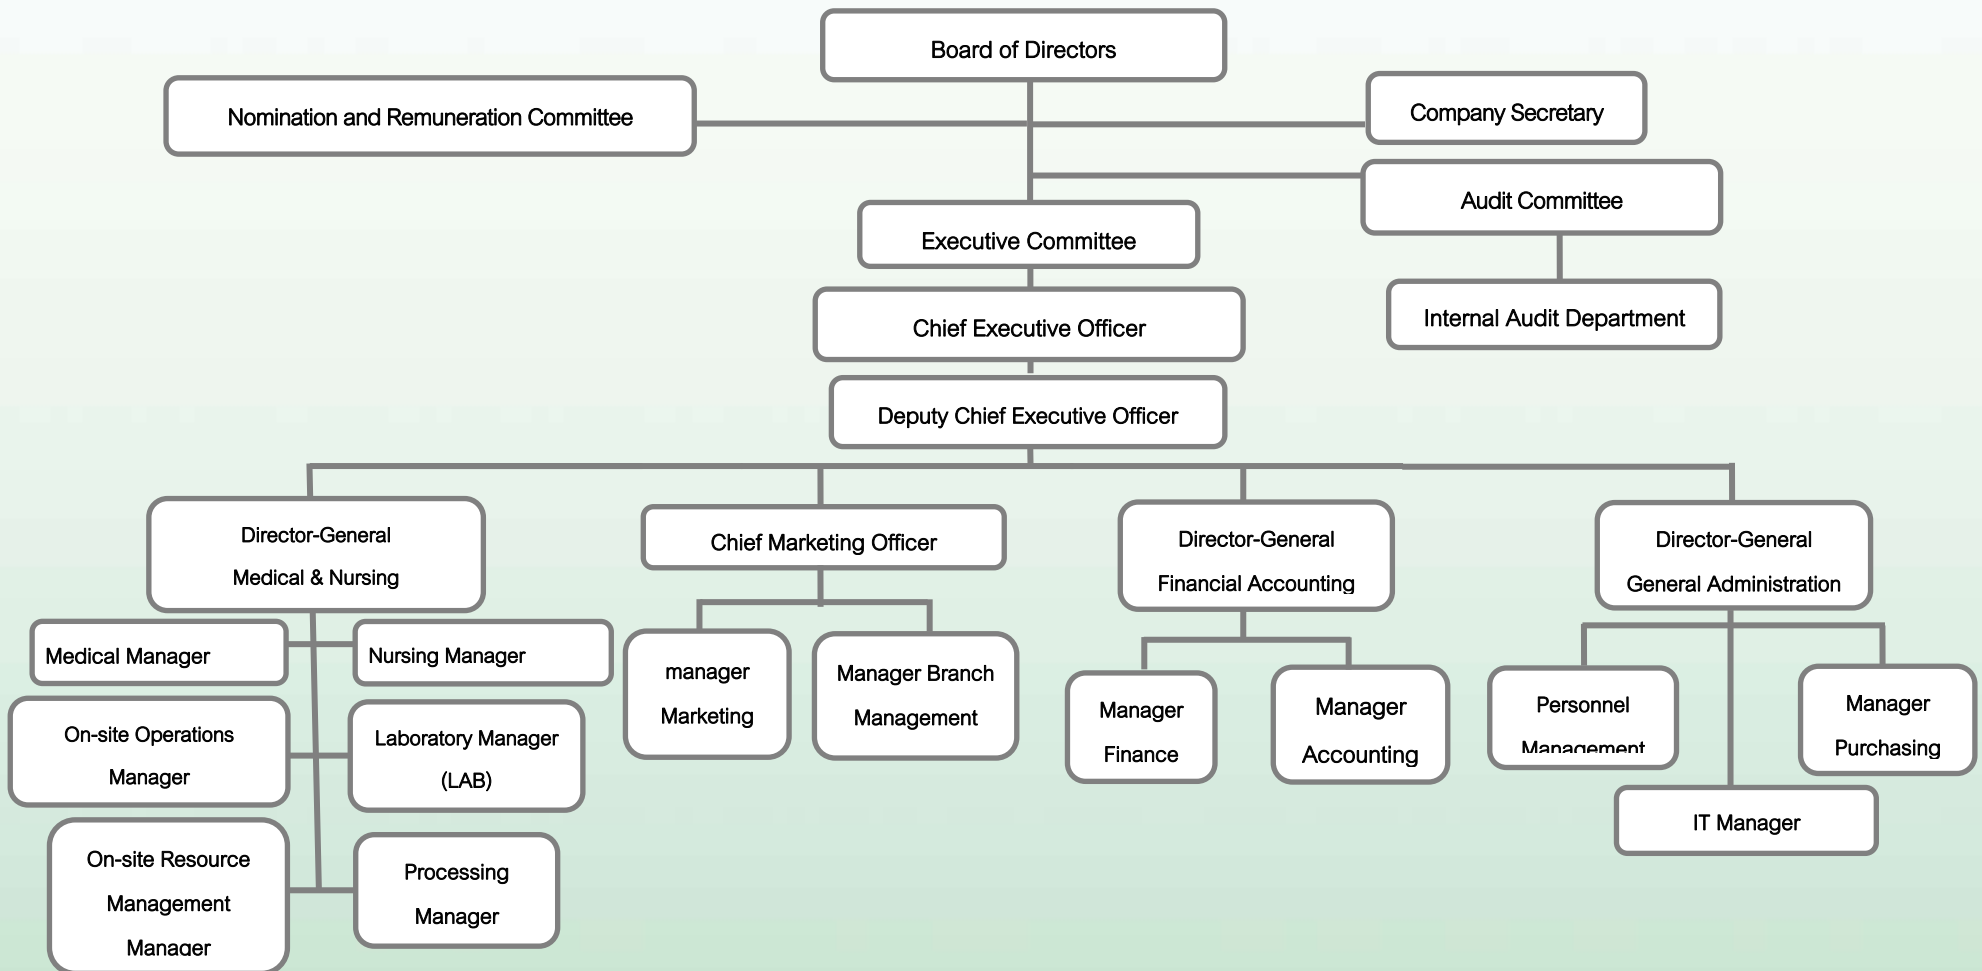 Board of Directors
Nomination and Remuneration Committee
Company Secretary
Audit Committee
Executive Committee
Internal Audit Department
Chief Executive Officer
Deputy Chief Executive Officer
Director-General
Medical & Nursing
Chief Marketing Officer
Director-General
Financial Accounting
Director-General
General Administration
Medical Manager
Nursing Manager
On-site Operations
Manager
Laboratory Manager
(LAB)
On-site Resource
Management
Manager
Processing
Manager
manager
Marketing
Manager Branch
Management
Manager
Finance
Manager
Accounting
Personnel
Management
Manager
Purchasing
IT Manager